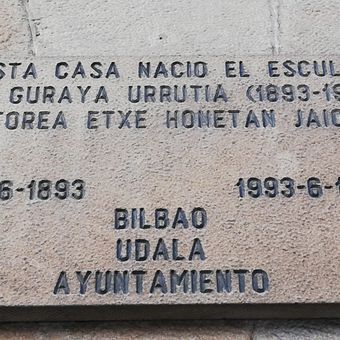 STA CASA NACIO EL ESCUL
GURAYA URRUTIA (1893-19
TOREA ETXE HONETAN JAIO
6-1893 1993-6-1
BILBAO
UDALA
AYUNTAMIENTO